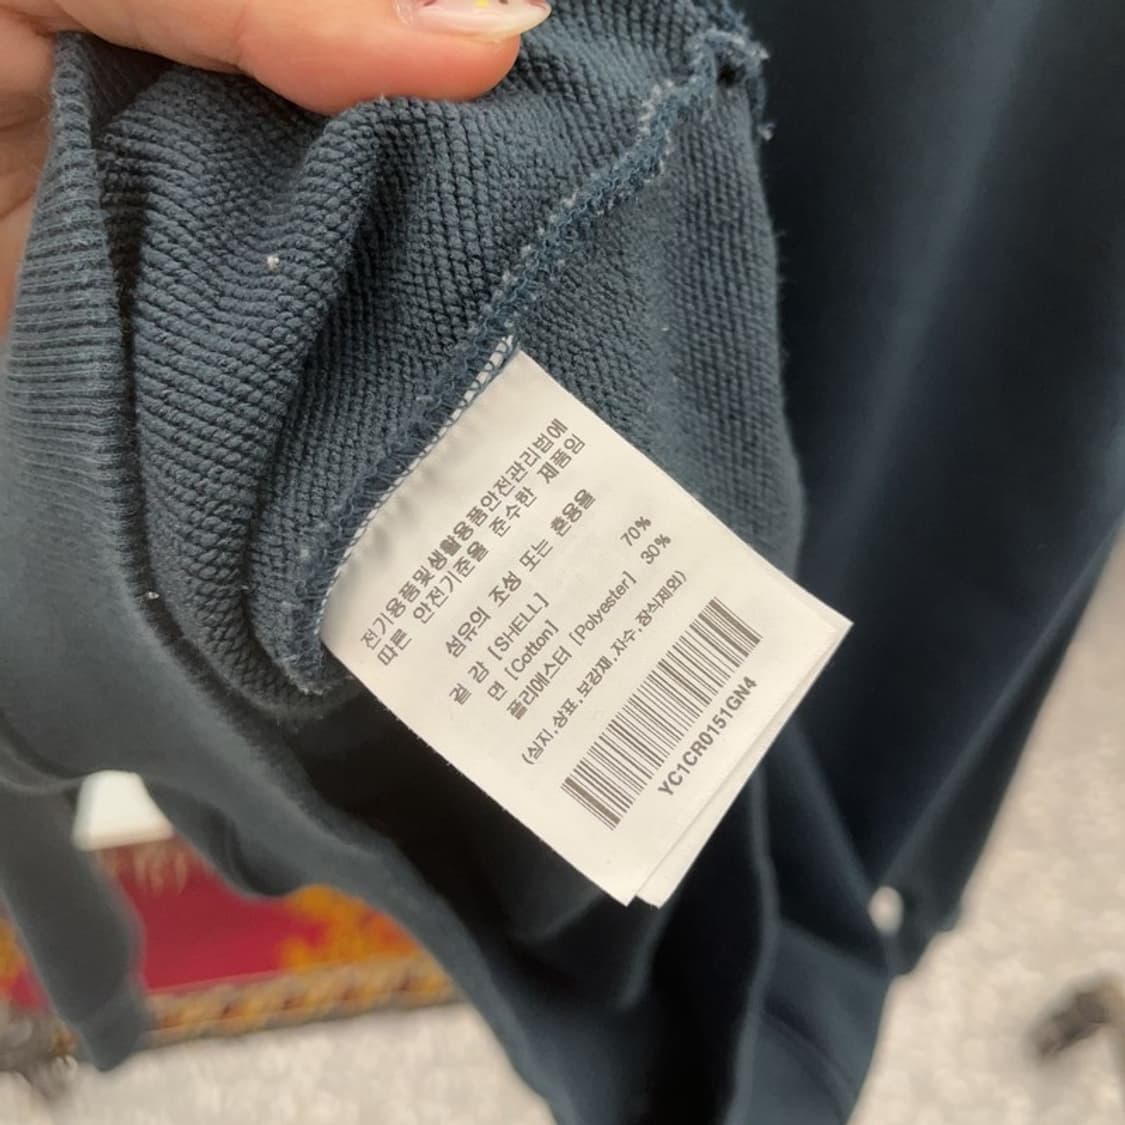 전기용품및생활용품안전관리법에
따른 안전기준을 준수한 제품임
섬유의 조성 또는 혼용율
겉 감 [SHELL]
면 [Cotton] 70%
폴리에스터 [Polyester] 30%
(심지,상표,보강재,자수,장식제외)
YC1CR0151GN4